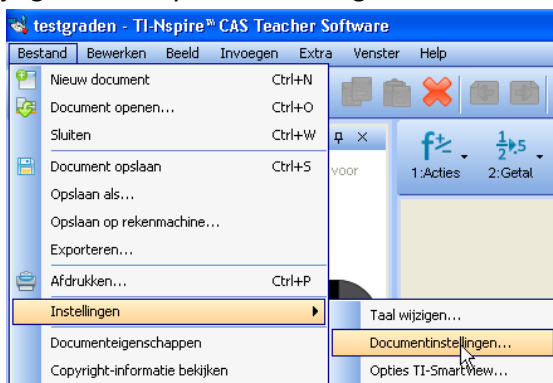 testgraden - TI-Nspire™ CAS Teacher Software
Bestand Bewerken Beeld Invoegen Extra Venster Help
Nieuw document Ctrl+N
Document openen... Ctrl+O
Sluiten Ctrl+W
Document opslaan Ctrl+S
Opslaan als...
Opslaan op rekenmachine...
Exporteren...
Afdrukken... Ctrl+P
Instellingen
Documenteigenschappen
Copyright-informatie bekijken
voor
1:Acties 2:Getal
Taal wijzigen...
Documentinstellingen...
Opties TI-SmartView...